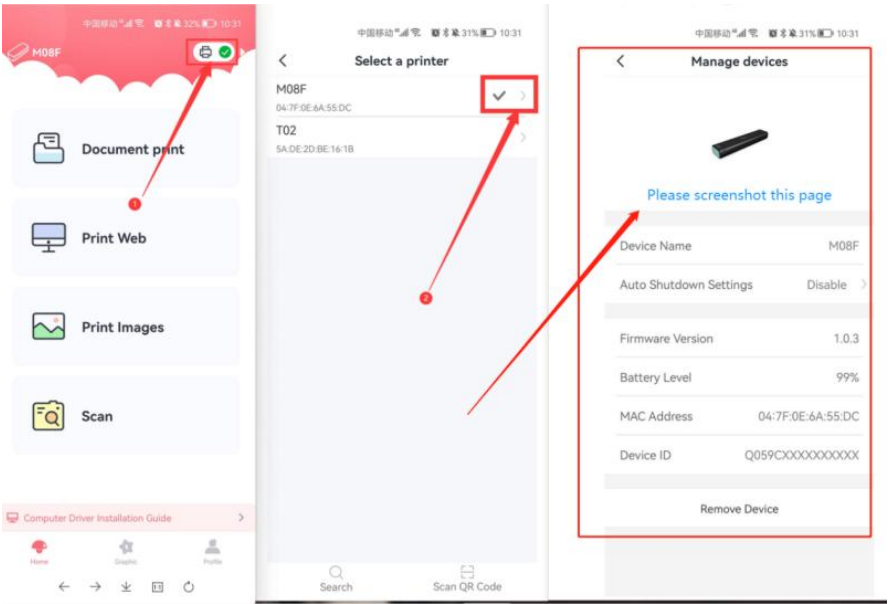 中国移动 32% 10:31
M08F
Document print
1
Print Web
Print Images
Scan
Computer Driver Installation Guide
Home
Graphic
Profile
1:1
中国移动 31% 10:31
Select a printer
M08F
04:7F:0E:6A:55:DC
T02
5A:DE:2D:BE:16:1B
2
Search
Scan QR Code
中国移动 31% 10:31
Manage devices
Please screenshot this page
Device Name M08F
Auto Shutdown Settings Disable
Firmware Version 1.0.3
Battery Level 99%
MAC Address 04:7F:0E:6A:55:DC
Device ID Q059CXXXXXXXXXX
Remove Device